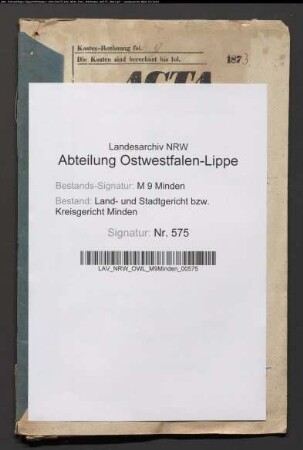 Kosten-Rechnung fol.
Die Kosten sind berechnet bis fol.
1873
ACTA
Landesarchiv NRW
Abteilung Ostwestfalen-Lippe
Bestands-Signatur: M 9 Minden
Bestand: Land- und Stadtgericht bzw.
Kreisgericht Minden
Signatur: Nr. 575
LAV_NRW_OWL_M9Minden_00575